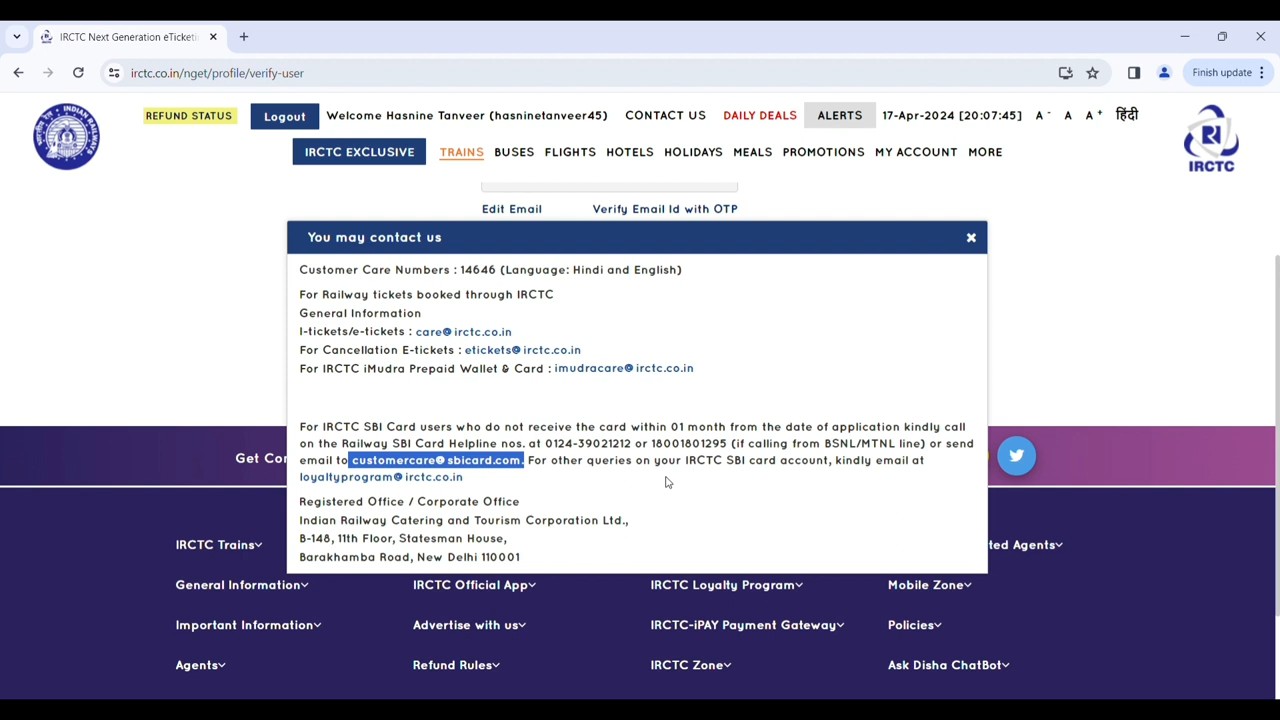 IRCTC Next Generation eTicketi
irctc.co.in/nget/profile/verify-user
Finish update
REFUND STATUS
Logout
Welcome Hasnine Tanveer (hasninetanveer45)
CONTACT US
DAILY DEALS
ALERTS
17-Apr-2024 [20:07:45]
A-
A
A+
हिंदी
IRCTC EXCLUSIVE
TRAINS
BUSES
FLIGHTS
HOTELS
HOLIDAYS
MEALS
PROMOTIONS
MY ACCOUNT
MORE
INDIAN RAILWAYS
IRCTC
Edit Email
Verify Email Id with OTP
You may contact us
Customer Care Numbers : 14646 (Language: Hindi and English)
For Railway tickets booked through IRCTC
General Information
I-tickets/e-tickets : care@irctc.co.in
For Cancellation E-tickets : etickets@irctc.co.in
For IRCTC iMudra Prepaid Wallet & Card : imudracare@irctc.co.in
For IRCTC SBI Card users who do not receive the card within 01 month from the date of application kindly call
on the Railway SBI Card Helpline nos. at 0124-39021212 or 18001801295 (if calling from BSNL/MTNL line) or send
email to customercare@sbicard.com. For other queries on your IRCTC SBI card account, kindly email at
loyaltyprogram@irctc.co.in
Registered Office / Corporate Office
Indian Railway Catering and Tourism Corporation Ltd.,
B-148, 11th Floor, Statesman House,
Barakhamba Road, New Delhi 110001
Get Con
IRCTC Trains
ted Agents
General Information
IRCTC Official App
IRCTC Loyalty Program
Mobile Zone
Important Information
Advertise with us
IRCTC-iPAY Payment Gateway
Policies
Agents
Refund Rules
IRCTC Zone
Ask Disha ChatBot